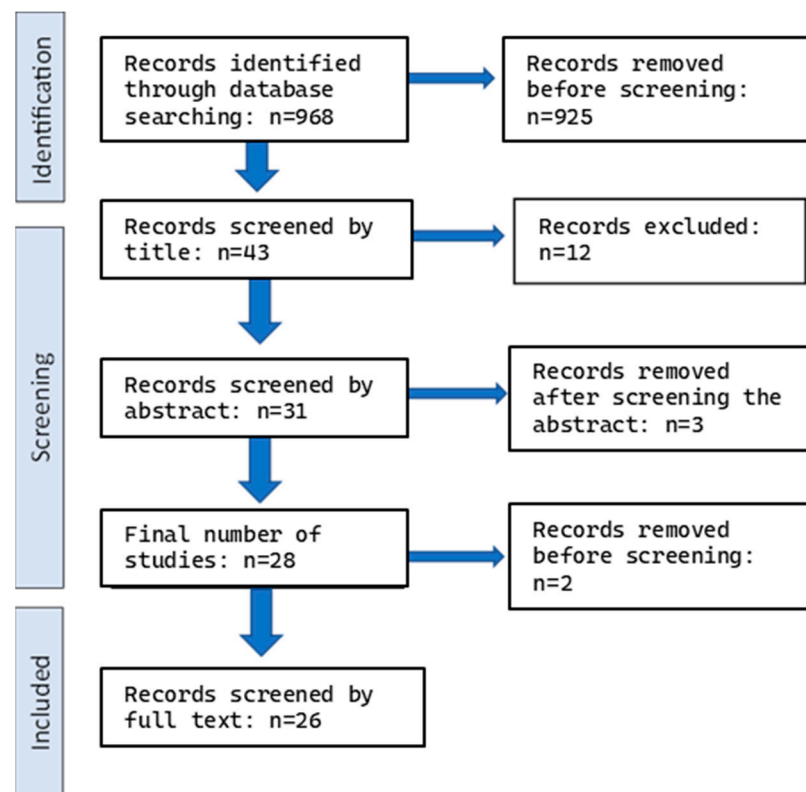 Identification
Records identified
through database
searching: n=968
Records removed
before screening:
n=925
Screening
Records screened by
title: n=43
Records excluded:
n=12
Records screened by
abstract: n=31
Records removed
after screening the
abstract: n=3
Final number of
studies: n=28
Records removed
before screening:
n=2
Included
Records screened by
full text: n=26